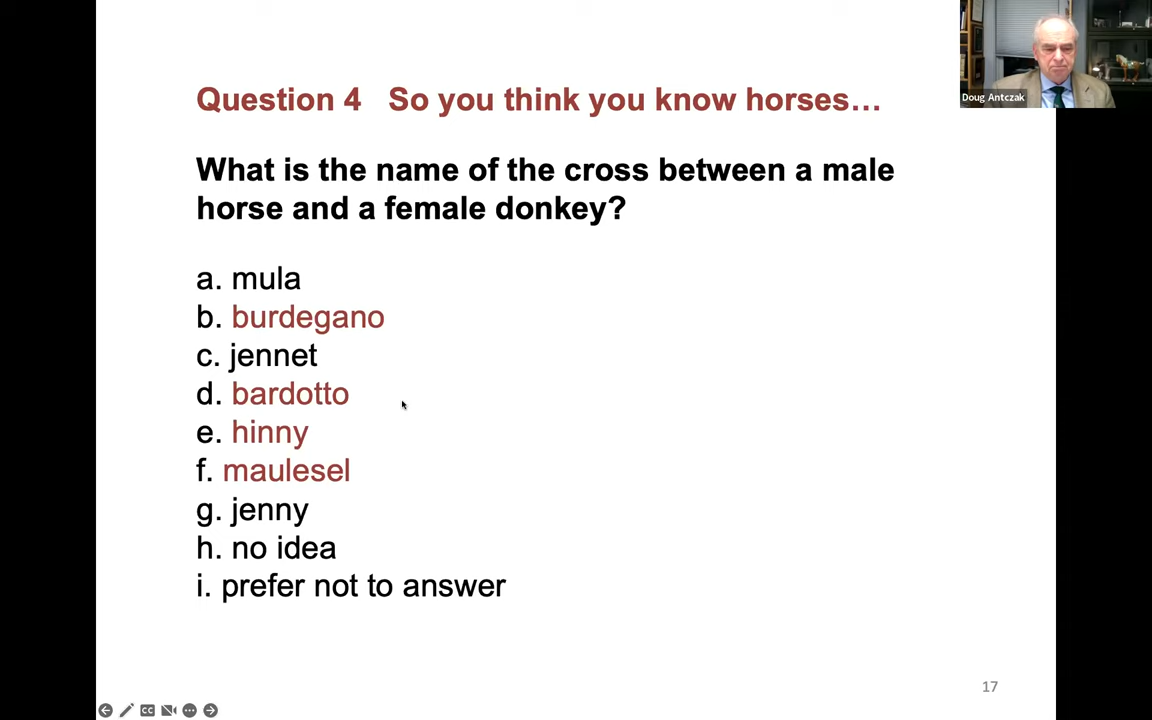 Question 4 So you think you know horses…
Doug Antczak
What is the name of the cross between a male
horse and a female donkey?
a. mula
b. burdegano
c. jennet
d. bardotto
e. hinny
f. maulesel
g. jenny
h. no idea
i. prefer not to answer
17
CC